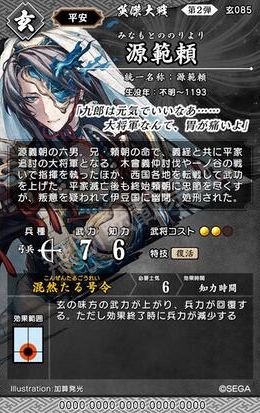 玄
平安
英傑大戦
第2弾
玄085
みなもとののりより
源範頼
統一名称：源範頼
生没年：不明～1193
「九郎は元気でいいなあ……
大将軍なんて、胃が痛いよ」
源義朝の六男。兄・頼朝の命で、義経と共に平家
追討の大将軍となる。木曽義仲討伐や一ノ谷の戦
いで指揮を執ったほか、西国各地を転戦して武功
を上げた。平家滅亡後も終始頼朝に忠節を尽くす
が、叛意を疑われて伊豆国に幽閉、処刑された。
兵種 武力 知力 武将コスト
弓兵 7 6
特技 復活
こんぜんたるごうれい
混然たる号令
必要士気
6
効果時間
知力時間
効果範囲
玄の味方の武力が上がり、兵力が回復す
る。ただし効果終了時に兵力が減少する
Illustration:加算発光
©SEGA
0000-0000-0000-0000-0000